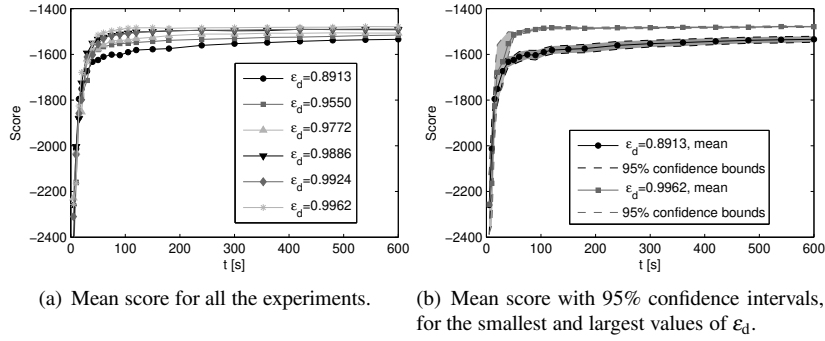 -1400
-1600
-1800
-2000
-2200
-2400
Score
0 100 200 300 400 500 600
t [s]
ε_d=0.8913
ε_d=0.9550
ε_d=0.9772
ε_d=0.9886
ε_d=0.9924
ε_d=0.9962
(a) Mean score for all the experiments.
-1400
-1600
-1800
-2000
-2200
-2400
Score
0 100 200 300 400 500 600
t [s]
ε_d=0.8913, mean
95% confidence bounds
ε_d=0.9962, mean
95% confidence bounds
(b) Mean score with 95% confidence intervals,
for the smallest and largest values of ε_d.